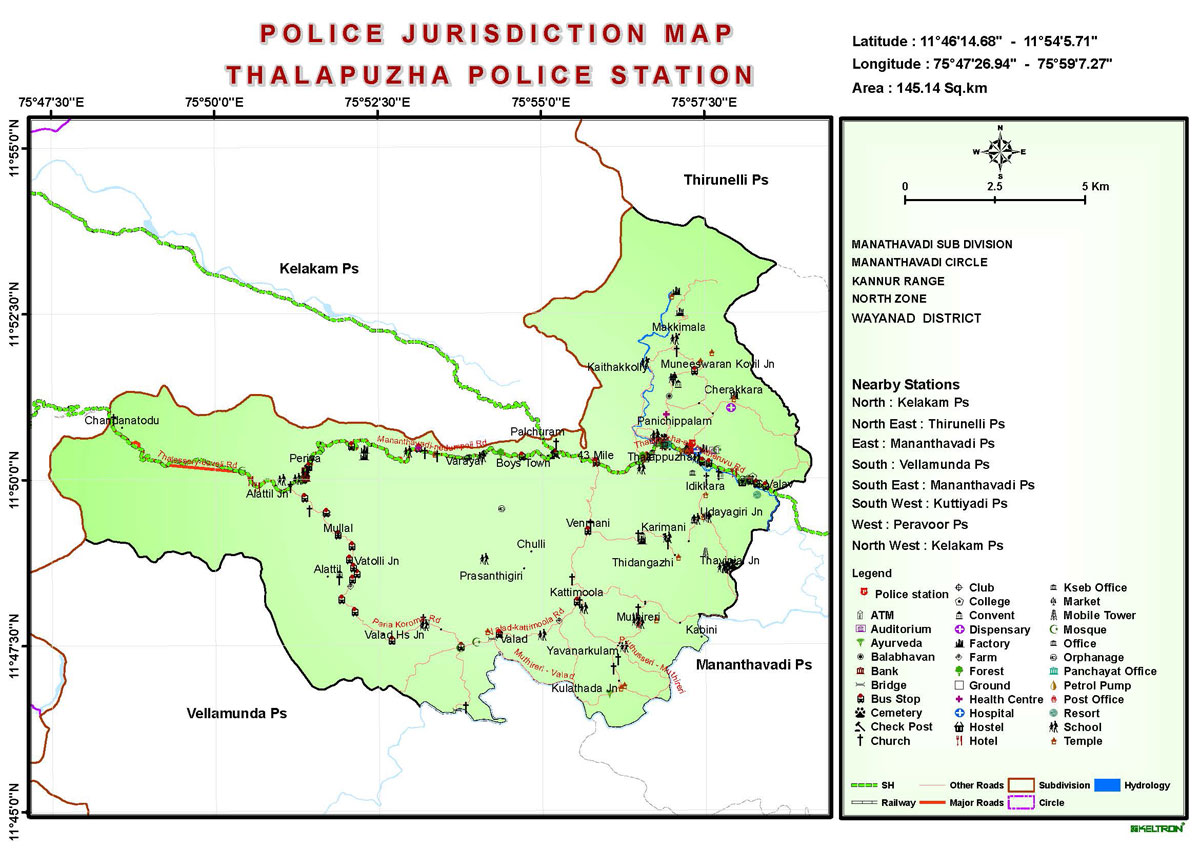 POLICE JURISDICTION MAP
THALAPUZHA POLICE STATION
Latitude : 11°46'14.68" - 11°54'5.71"
Longitude : 75°47'26.94" - 75°59'7.27"
Area : 145.14 Sq.km
75°47'3.0"E 75°50'0"E 75°52'30"E 75°55'0"E 75°57'30"E
11°55'0"N
11°52'30"N
11°50'0"N
11°47'30"N
11°45'0"N
Thirunelli Ps
Kelakam Ps
Makkimala
Kaithakkolly
Muneeswaran Kovil Jn
Cherakkara
Panichippalam
Chandanatodu
Palchuram
Mananthavadi-nedumpoil Rd
Periya
Varayal
Boys Town
43 Mile
Thalappuzha
Valav
Idikkara
Alattil Jn
Udayagiri Jn
Mullal
Vennani
Karimani
Chulli
Vatolli Jn
Thidangazhi
Thavinja Jn
Alattil
Prasanthigiri
Kattimoola
Muthireri
Paria Korome Rd
Valad-kattimoola Rd
Kabini
Valad Hs Jn
Valad
Yavanarkulam
Muthireri - Valad
Kulathada Jn
Mananthavadi Ps
Vellamunda Ps
N
W E
S
0 2.5 5 Km
MANATHAVADI SUB DIVISION
MANANTHAVADI CIRCLE
KANNUR RANGE
NORTH ZONE
WAYANAD DISTRICT
Nearby Stations
North : Kelakam Ps
North East : Thirunelli Ps
East : Mananthavadi Ps
South : Vellamunda Ps
South East : Mananthavadi Ps
South West : Kuttiyadi Ps
West : Peravoor Ps
North West : Kelakam Ps
Legend
Police station
ATM
Auditorium
Ayurveda
Balabhavan
Bank
Bridge
Bus Stop
Cemetery
Check Post
Church
Club
College
Convent
Dispensary
Factory
Farm
Forest
Ground
Health Centre
Hospital
Hostel
Hotel
Kseb Office
Market
Mobile Tower
Mosque
Office
Orphanage
Panchayat Office
Petrol Pump
Post Office
Resort
School
Temple
SH
Other Roads
Subdivision
Hydrology
Railway
Major Roads
Circle
KELTRON